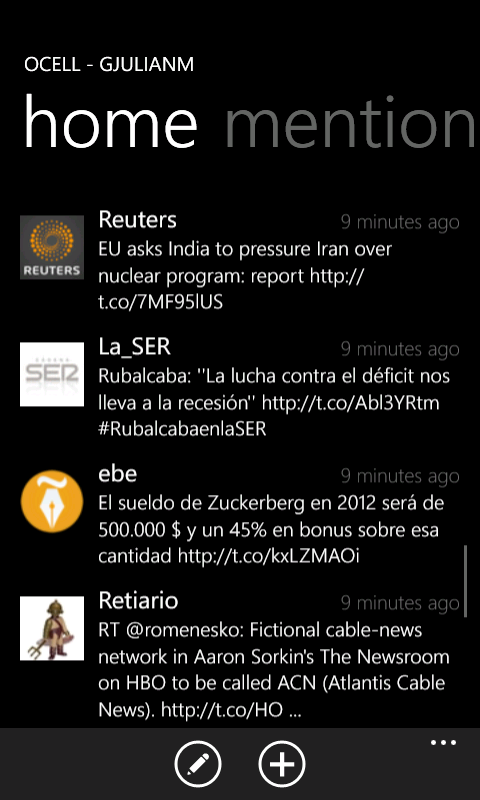 OCELL - GJULIANM
home mention
Reuters 9 minutes ago
EU asks India to pressure Iran over
nuclear program: report http://
t.co/7MF95lUS
REUTERS
La_SER 9 minutes ago
Rubalcaba: ''La lucha contra el déficit nos
lleva a la recesión'' http://t.co/Abl3YRtm
#RubalcabaenlaSER
CADENA
SER
ebe 9 minutes ago
El sueldo de Zuckerberg en 2012 será de
500.000 $ y un 45% en bonus sobre esa
cantidad http://t.co/kxLZMAOi
Retiario 9 minutes ago
RT @romenesko: Fictional cable-news
network in Aaron Sorkin's The Newsroom
on HBO to be called ACN (Atlantis Cable
News). http://t.co/HO ...